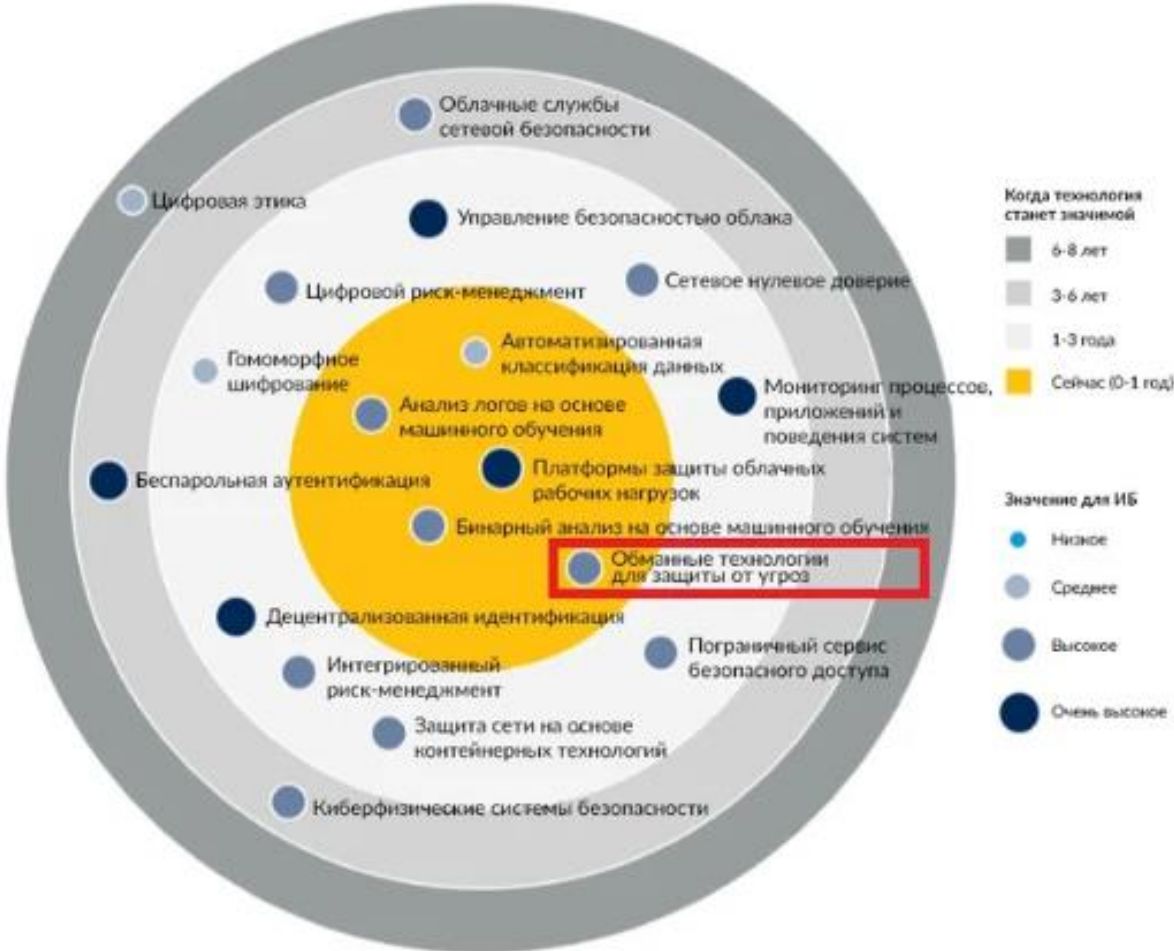 Облачные службы
сетевой безопасности
Цифровая этика
Управление безопасностью облака
Цифровой риск-менеджмент
Сетевое нулевое доверие
Гомоморфное
шифрование
Автоматизированная
классификация данных
Анализ логов на основе
машинного обучения
Мониторинг процессов,
приложений и
поведения систем
Беспарольная аутентификация
Платформы защиты облачных
рабочих нагрузок
Бинарный анализ на основе машинного обучения
Обманные технологии
для защиты от угроз
Децентрализованная идентификация
Интегрированный
риск-менеджмент
Пограничный сервис
безопасного доступа
Защита сети на основе
контейнерных технологий
Киберфизические системы безопасности
Когда технология
станет значимой
6-8 лет
3-6 лет
1-3 года
Сейчас (0-1 год)
Значение для ИБ
Низкое
Среднее
Высокое
Очень высокое